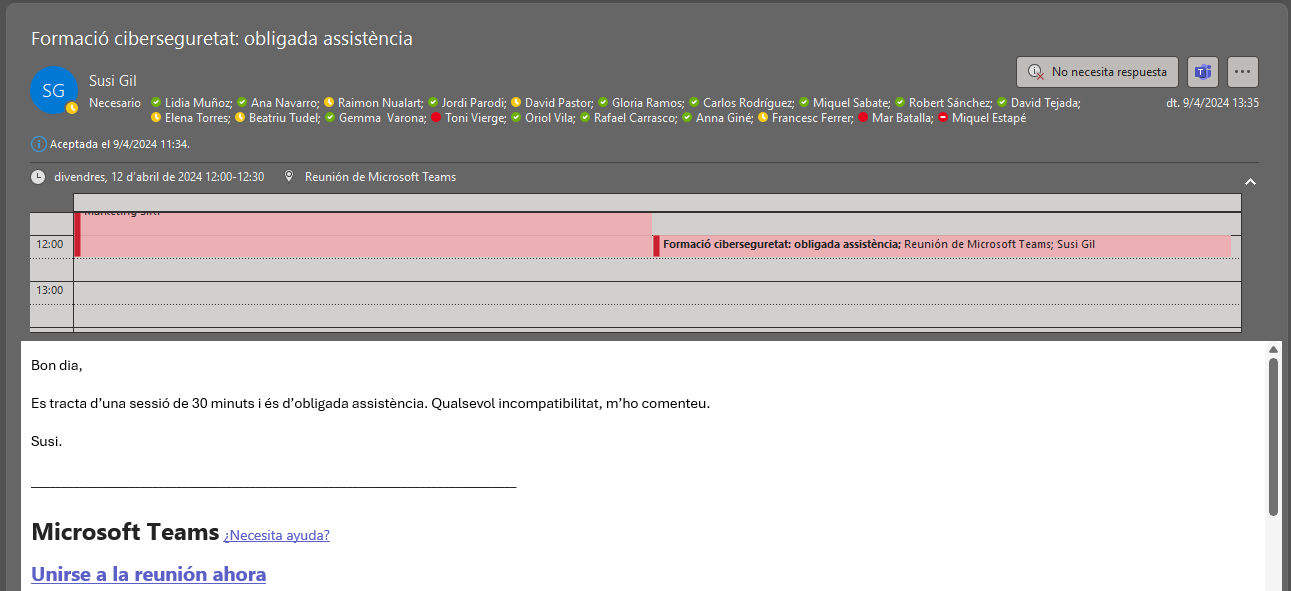 Formació ciberseguretat: obligada assistència
SG
Susi Gil
No necesita respuesta
Necesario Lidia Muñoz; Ana Navarro; Raimon Nualart; Jordi Parodi; David Pastor; Gloria Ramos; Carlos Rodríguez; Miquel Sabate; Robert Sánchez; David Tejada;
dt. 9/4/2024 13:35
Elena Torres; Beatriu Tudel; Gemma Varona; Toni Vierge; Oriol Vila; Rafael Carrasco; Anna Giné; Francesc Ferrer; Mar Batalla; Miquel Estapé
Aceptada el 9/4/2024 11:34.
divendres, 12 d'abril de 2024 12:00-12:30 Reunión de Microsoft Teams
12:00
Formació ciberseguretat: obligada assistència; Reunión de Microsoft Teams; Susi Gil
13:00
Bon dia,
Es tracta d'una sessió de 30 minuts i és d'obligada assistència. Qualsevol incompatibilitat, m'ho comenteu.
Susi.
Microsoft Teams ¿Necesita ayuda?
Unirse a la reunión ahora